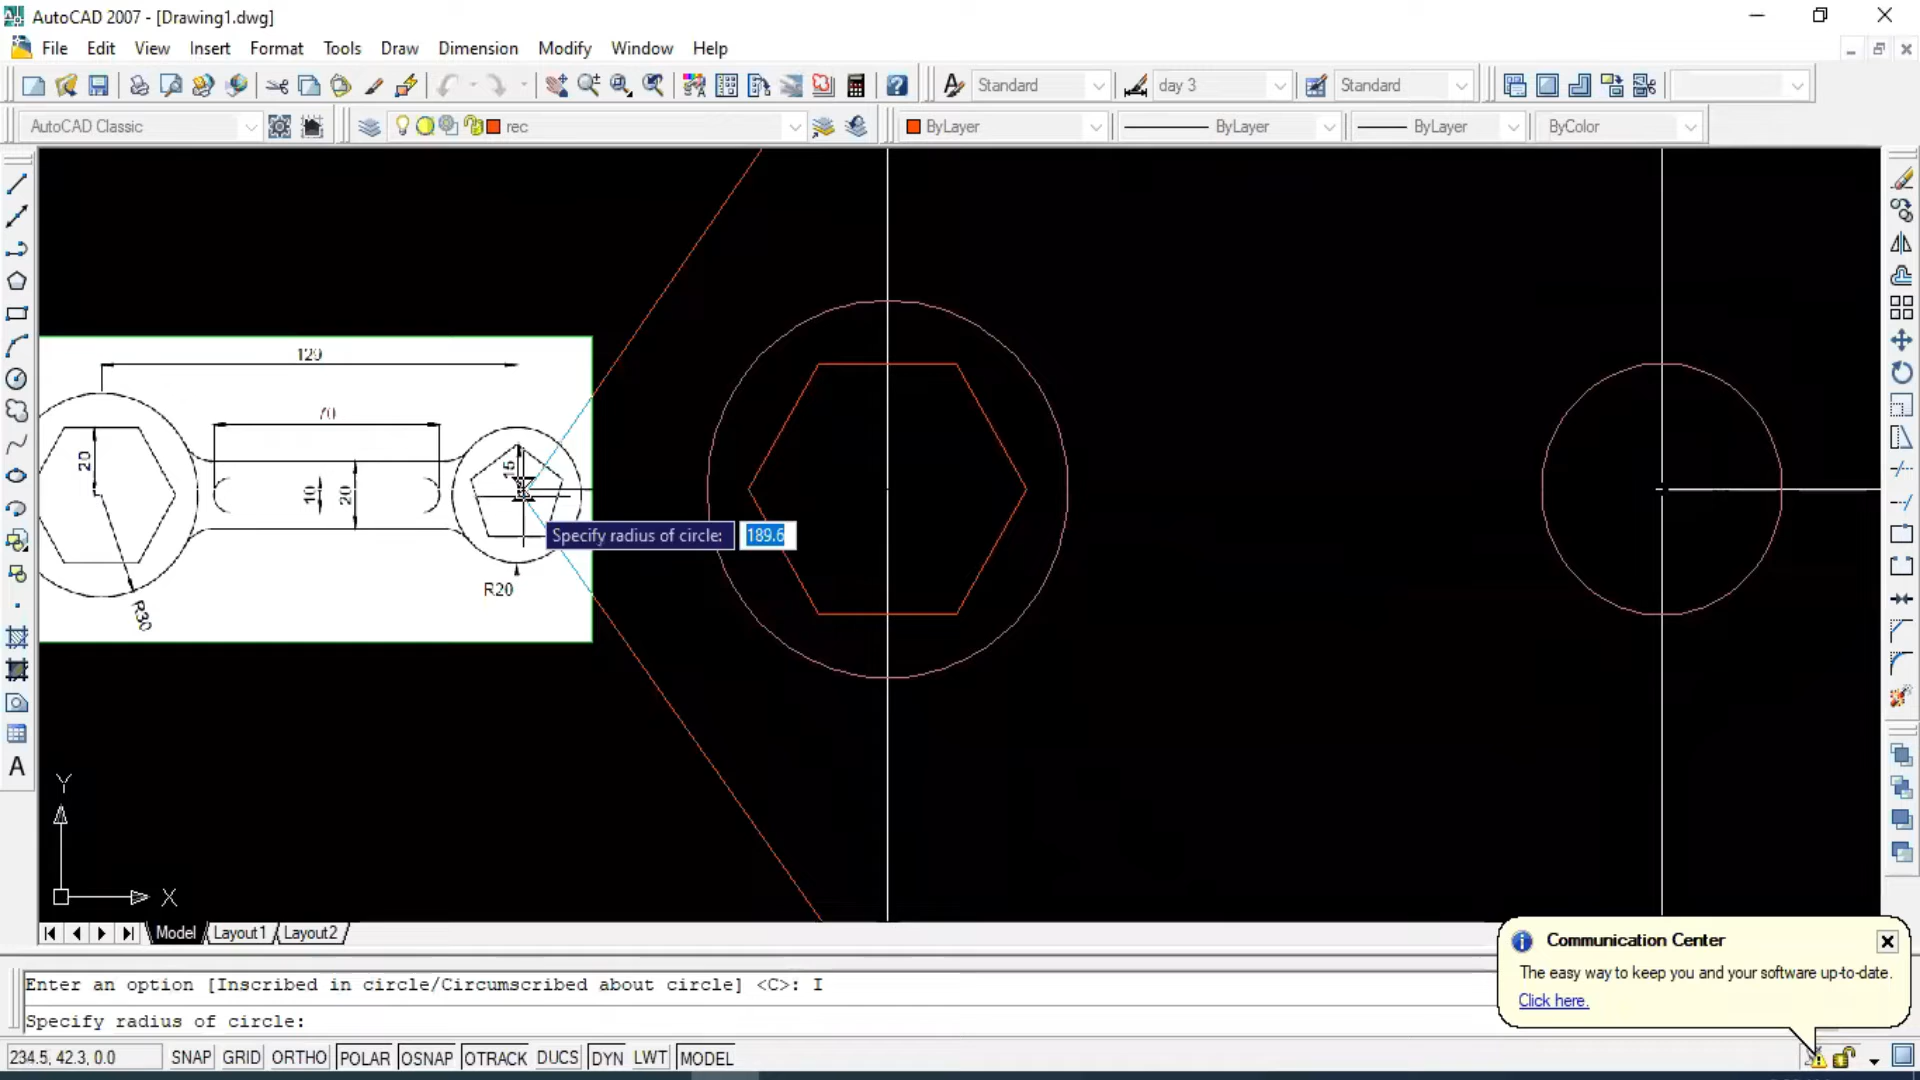 AutoCAD 2007 - [Drawing1.dwg]
File Edit View Insert Format Tools Draw Dimension Modify Window Help
Standard day 3 Standard
AutoCAD Classic rec ByLayer ByLayer ByLayer ByColor
120
70
20
10
20
15
R20
R30
Specify radius of circle: 189.6
Y
X
Model Layout1 Layout2
Communication Center
The easy way to keep you and your software up-to-date.
Click here.
Enter an option [Inscribed in circle/Circumscribed about circle] <C>: I
Specify radius of circle:
234.5, 42.3, 0.0 SNAP GRID ORTHO POLAR OSNAP OTRACK DUCS DYN LWT MODEL